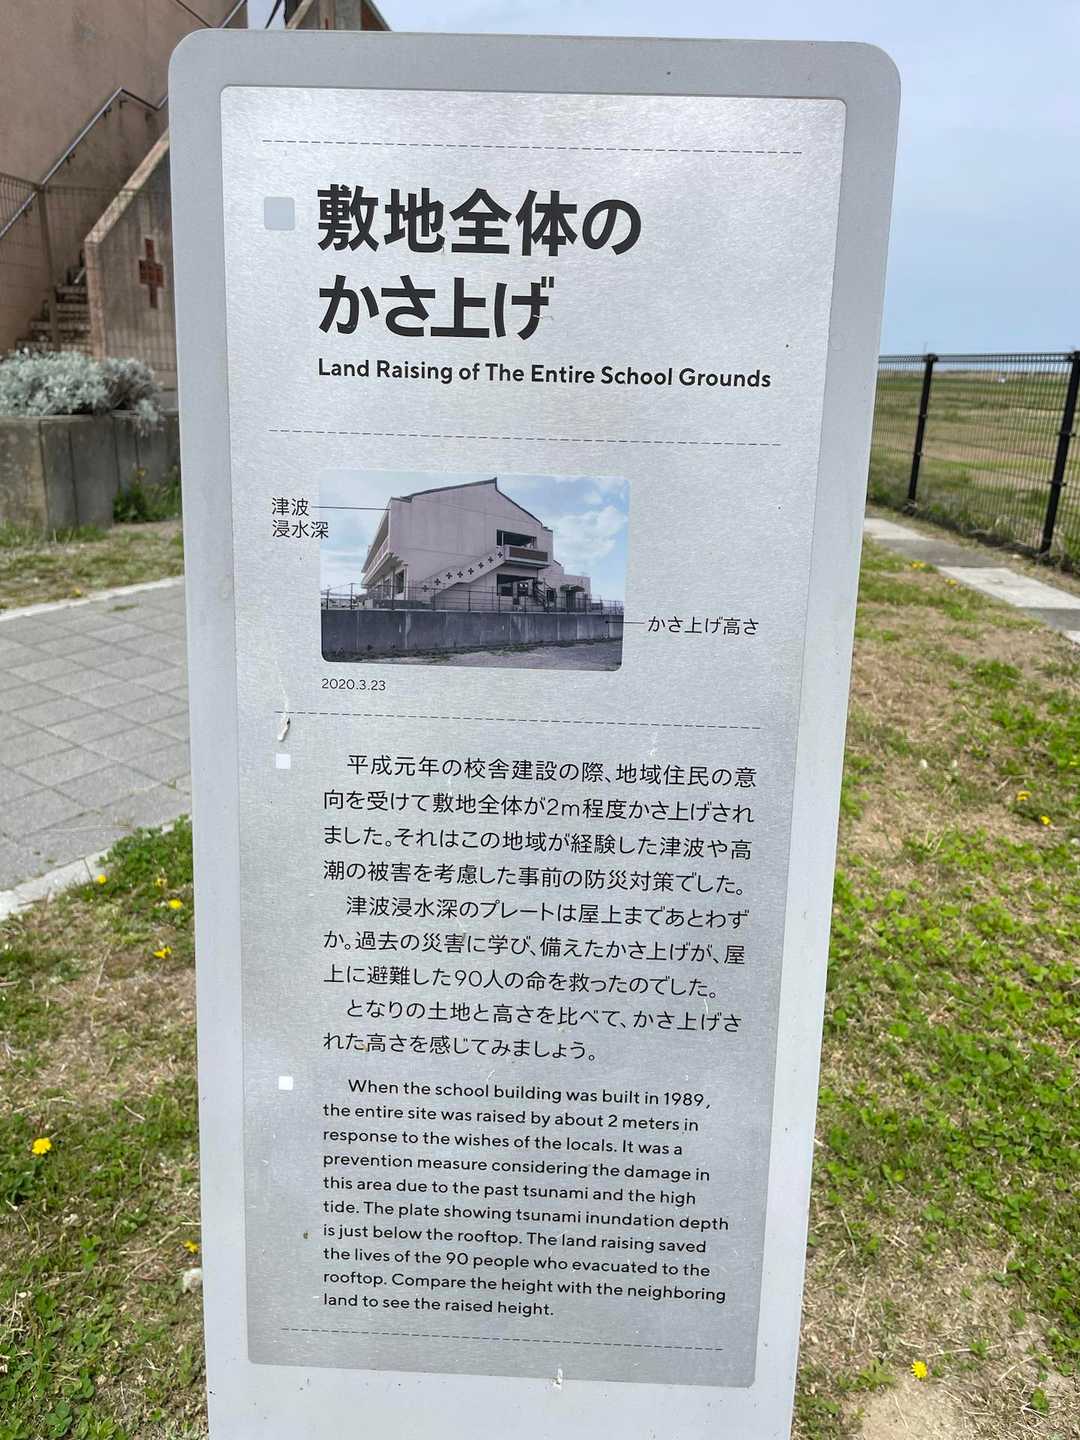 敷地全体の
かさ上げ
Land Raising of The Entire School Grounds
津波
浸水深
かさ上げ高さ
2020.3.23
平成元年の校舎建設の際、地域住民の意
向を受けて敷地全体が2m程度かさ上げされ
ました。それはこの地域が経験した津波や高
潮の被害を考慮した事前の防災対策でした。
津波浸水深のプレートは屋上まであとわず
か。過去の災害に学び、備えたかさ上げが、屋
上に避難した90人の命を救ったのでした。
となりの土地と高さを比べて、かさ上げさ
れた高さを感じてみましょう。
When the school building was built in 1989,
the entire site was raised by about 2 meters in
response to the wishes of the locals. It was a
prevention measure considering the damage in
this area due to the past tsunami and the high
tide. The plate showing tsunami inundation depth
is just below the rooftop. The land raising saved
the lives of the 90 people who evacuated to the
rooftop. Compare the height with the neighboring
land to see the raised height.